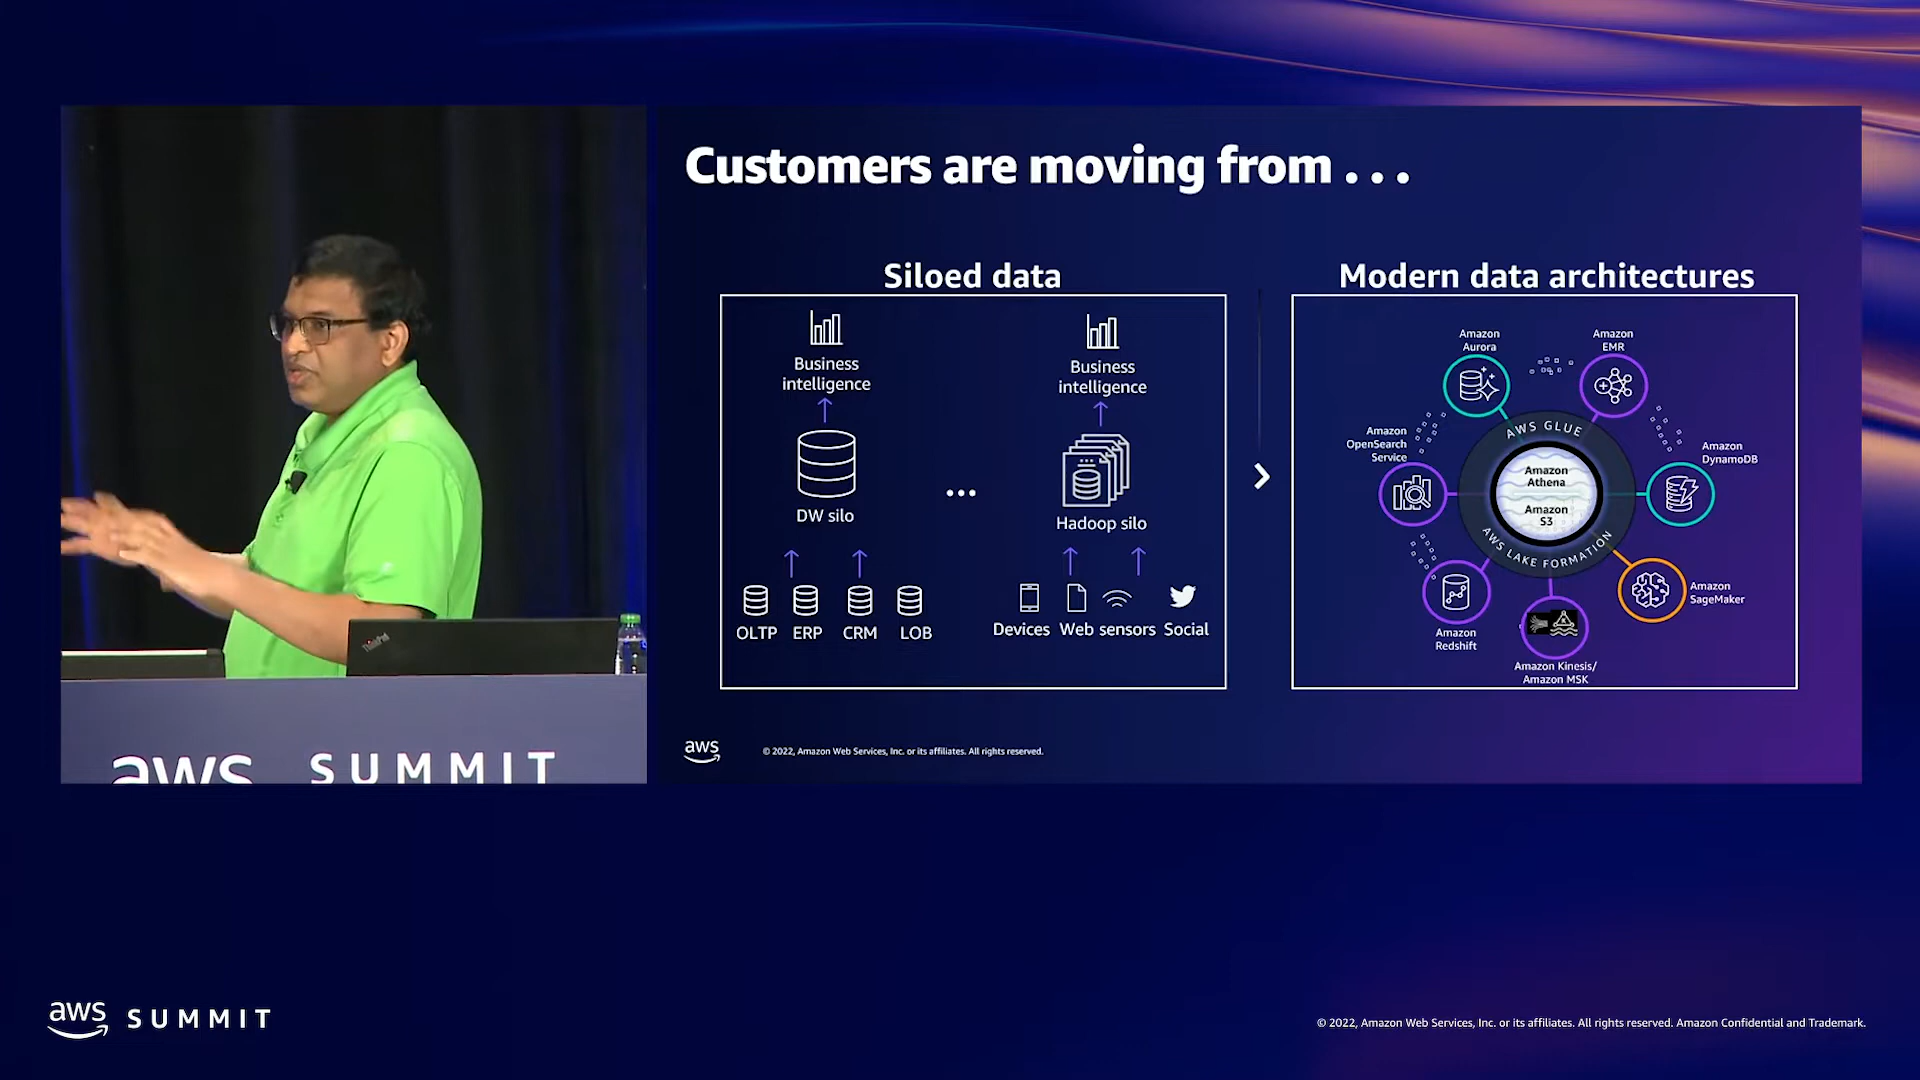 Customers are moving from . . .
Siloed data
Business
intelligence
DW silo
OLTP ERP CRM LOB
...
Business
intelligence
Hadoop silo
Devices Web sensors Social
Modern data architectures
Amazon
Aurora
Amazon
EMR
Amazon
OpenSearch
Service
Amazon
DynamoDB
AWS GLUE
Amazon
Athena
Amazon
S3
AWS LAKE FORMATION
Amazon
SageMaker
Amazon
Redshift
Amazon Kinesis/
Amazon MSK
aws
© 2022, Amazon Web Services, Inc. or its affiliates. All rights reserved.
ThinkPad
aws SUMMIT
aws SUMMIT
© 2022, Amazon Web Services, Inc. or its affiliates. All rights reserved. Amazon Confidential and Trademark.